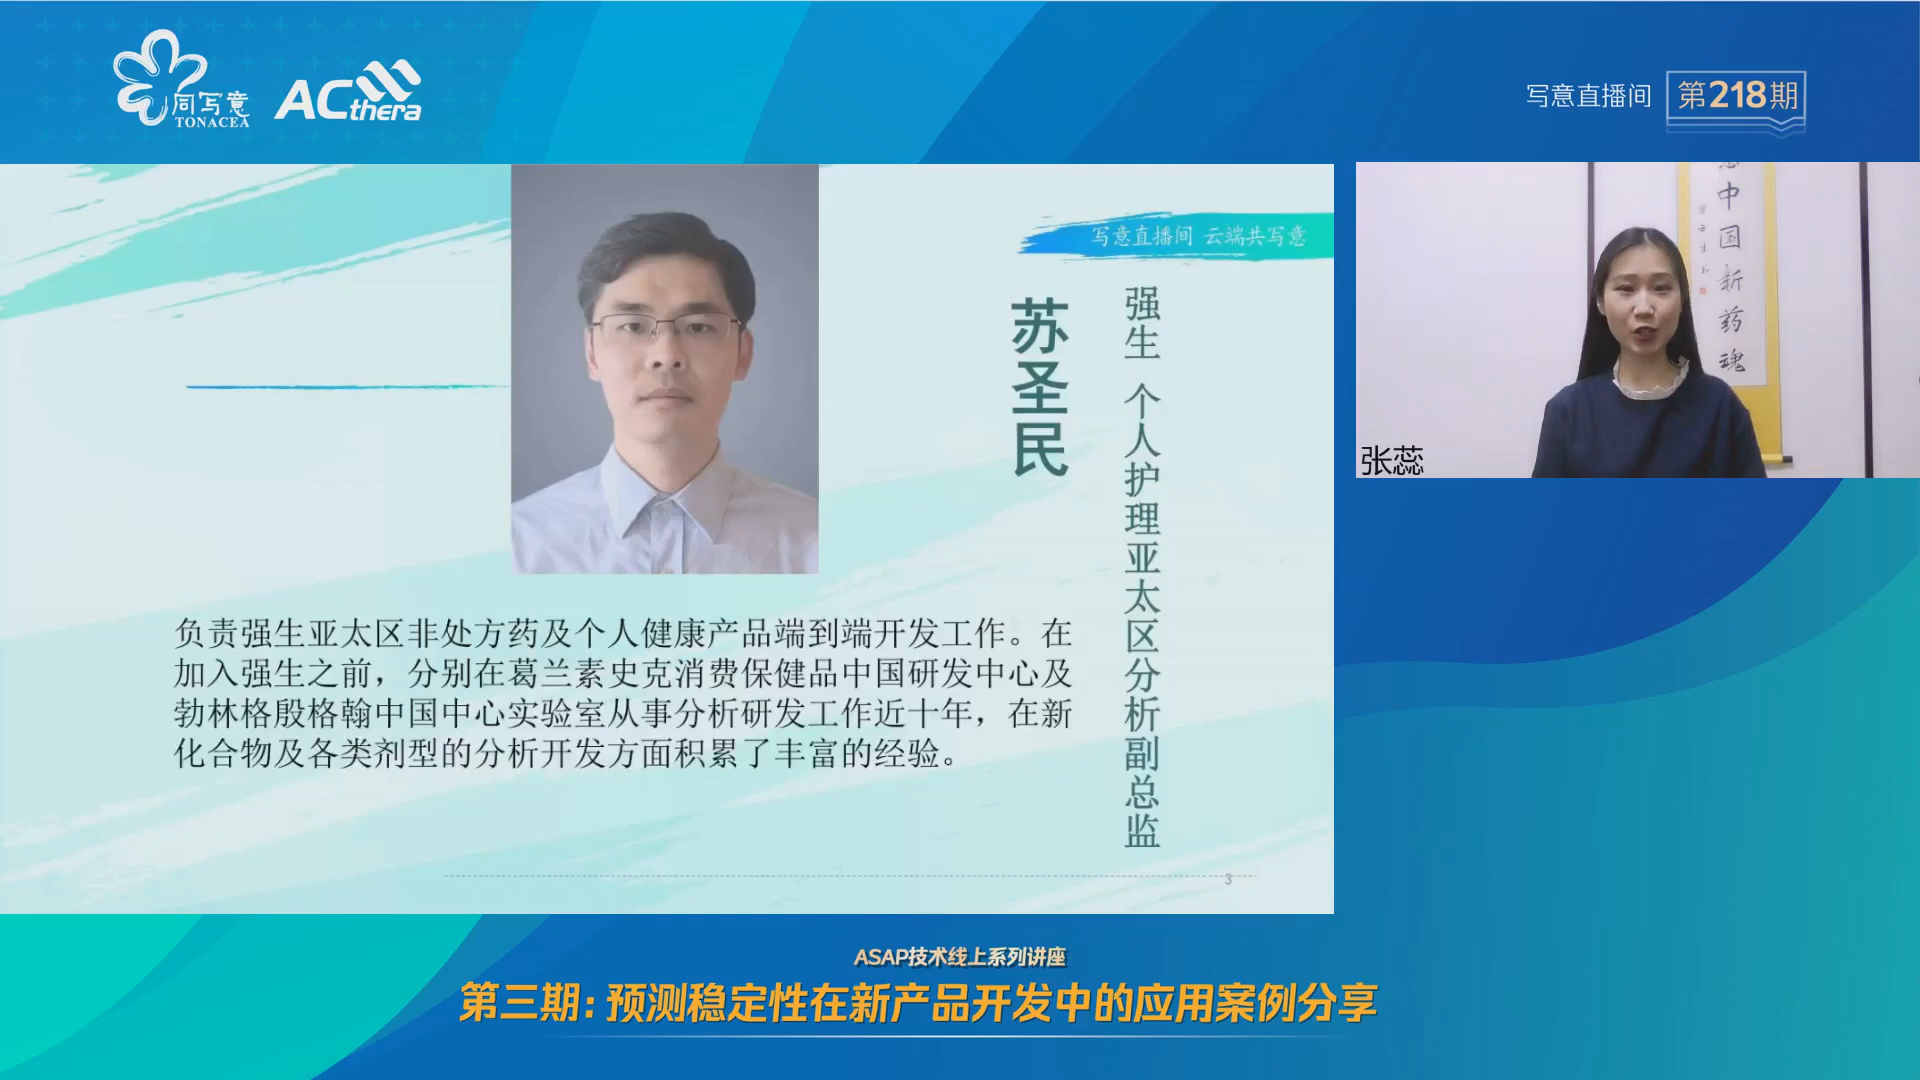 同写意
TONACEA
ACthera
写意直播间
第218期
写意直播间 云端共写意
强生 个人护理亚太区分析副总监
苏圣民
负责强生亚太区非处方药及个人健康产品端到端开发工作。在
加入强生之前，分别在葛兰素史克消费保健品中国研发中心及
勃林格殷格翰中国中心实验室从事分析研发工作近十年，在新
化合物及各类剂型的分析开发方面积累了丰富的经验。
3
中国新药魂
张蕊
ASAP技术线上系列讲座
第三期：预测稳定性在新产品开发中的应用案例分享